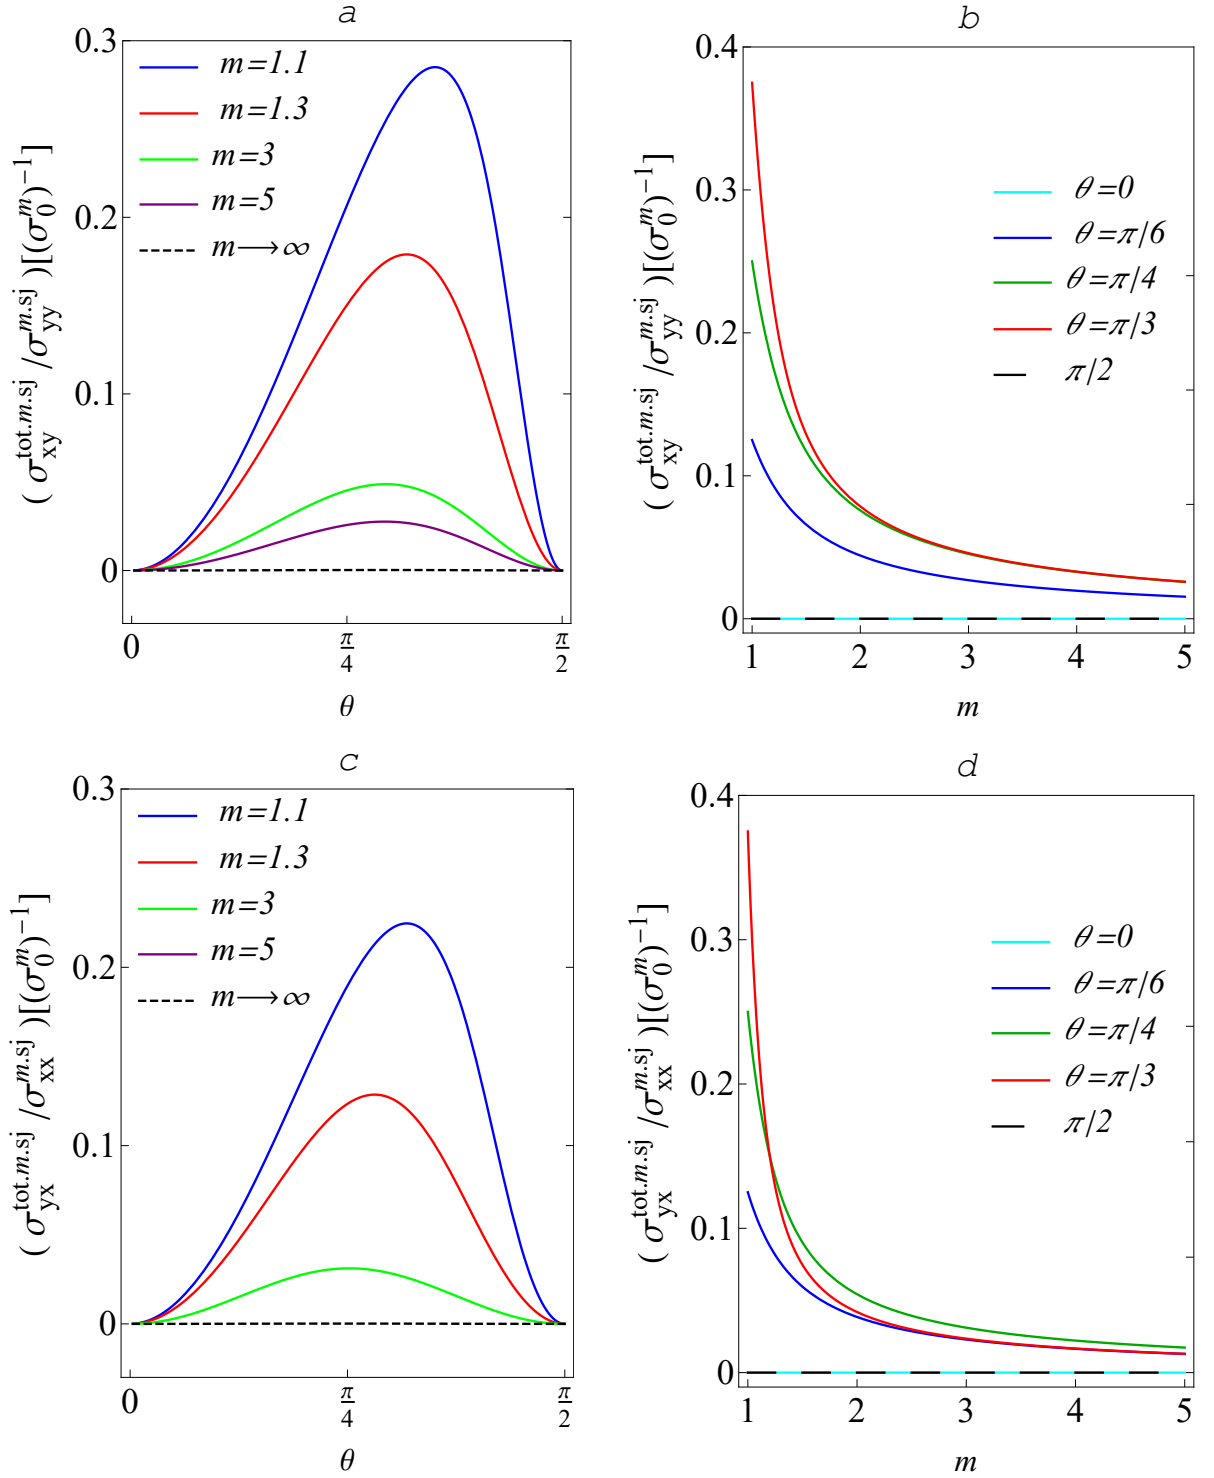 a
0.3
0.2
0.1
0
0
π/4
π/2
θ
( σ_xy^tot.m.sj /σ_yy^m.sj )[(σ_0^m)^−1]
m=1.1
m=1.3
m=3
m=5
m⟶∞
b
0.4
0.3
0.2
0.1
0
1 2 3 4 5
m
( σ_xy^tot.m.sj /σ_yy^m.sj )[(σ_0^m)^−1]
θ=0
θ=π/6
θ=π/4
θ=π/3
π/2
c
0.3
0.2
0.1
0
0
π/4
π/2
θ
( σ_yx^tot.m.sj /σ_xx^m.sj )[(σ_0^m)^−1]
m=1.1
m=1.3
m=3
m=5
m⟶∞
d
0.4
0.3
0.2
0.1
0
1 2 3 4 5
m
( σ_yx^tot.m.sj /σ_xx^m.sj )[(σ_0^m)^−1]
θ=0
θ=π/6
θ=π/4
θ=π/3
π/2